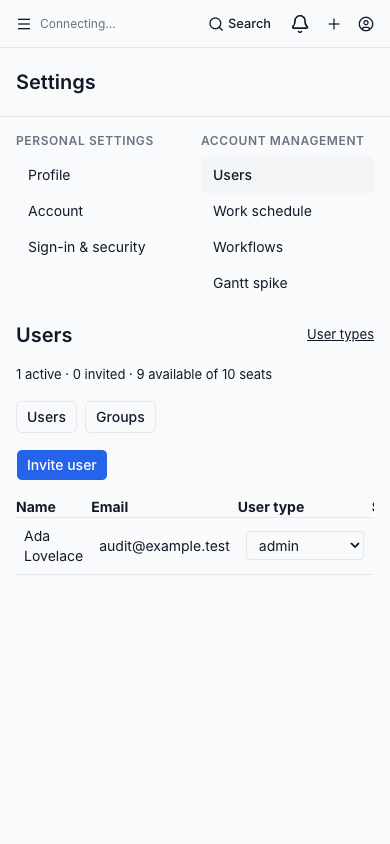 Connecting...
Search
Settings
PERSONAL SETTINGS
Profile
Account
Sign-in & security
ACCOUNT MANAGEMENT
Users
Work schedule
Workflows
Gantt spike
Users
User types
1 active · 0 invited · 9 available of 10 seats
Users Groups
Invite user
Name Email User type
Ada Lovelace audit@example.test admin